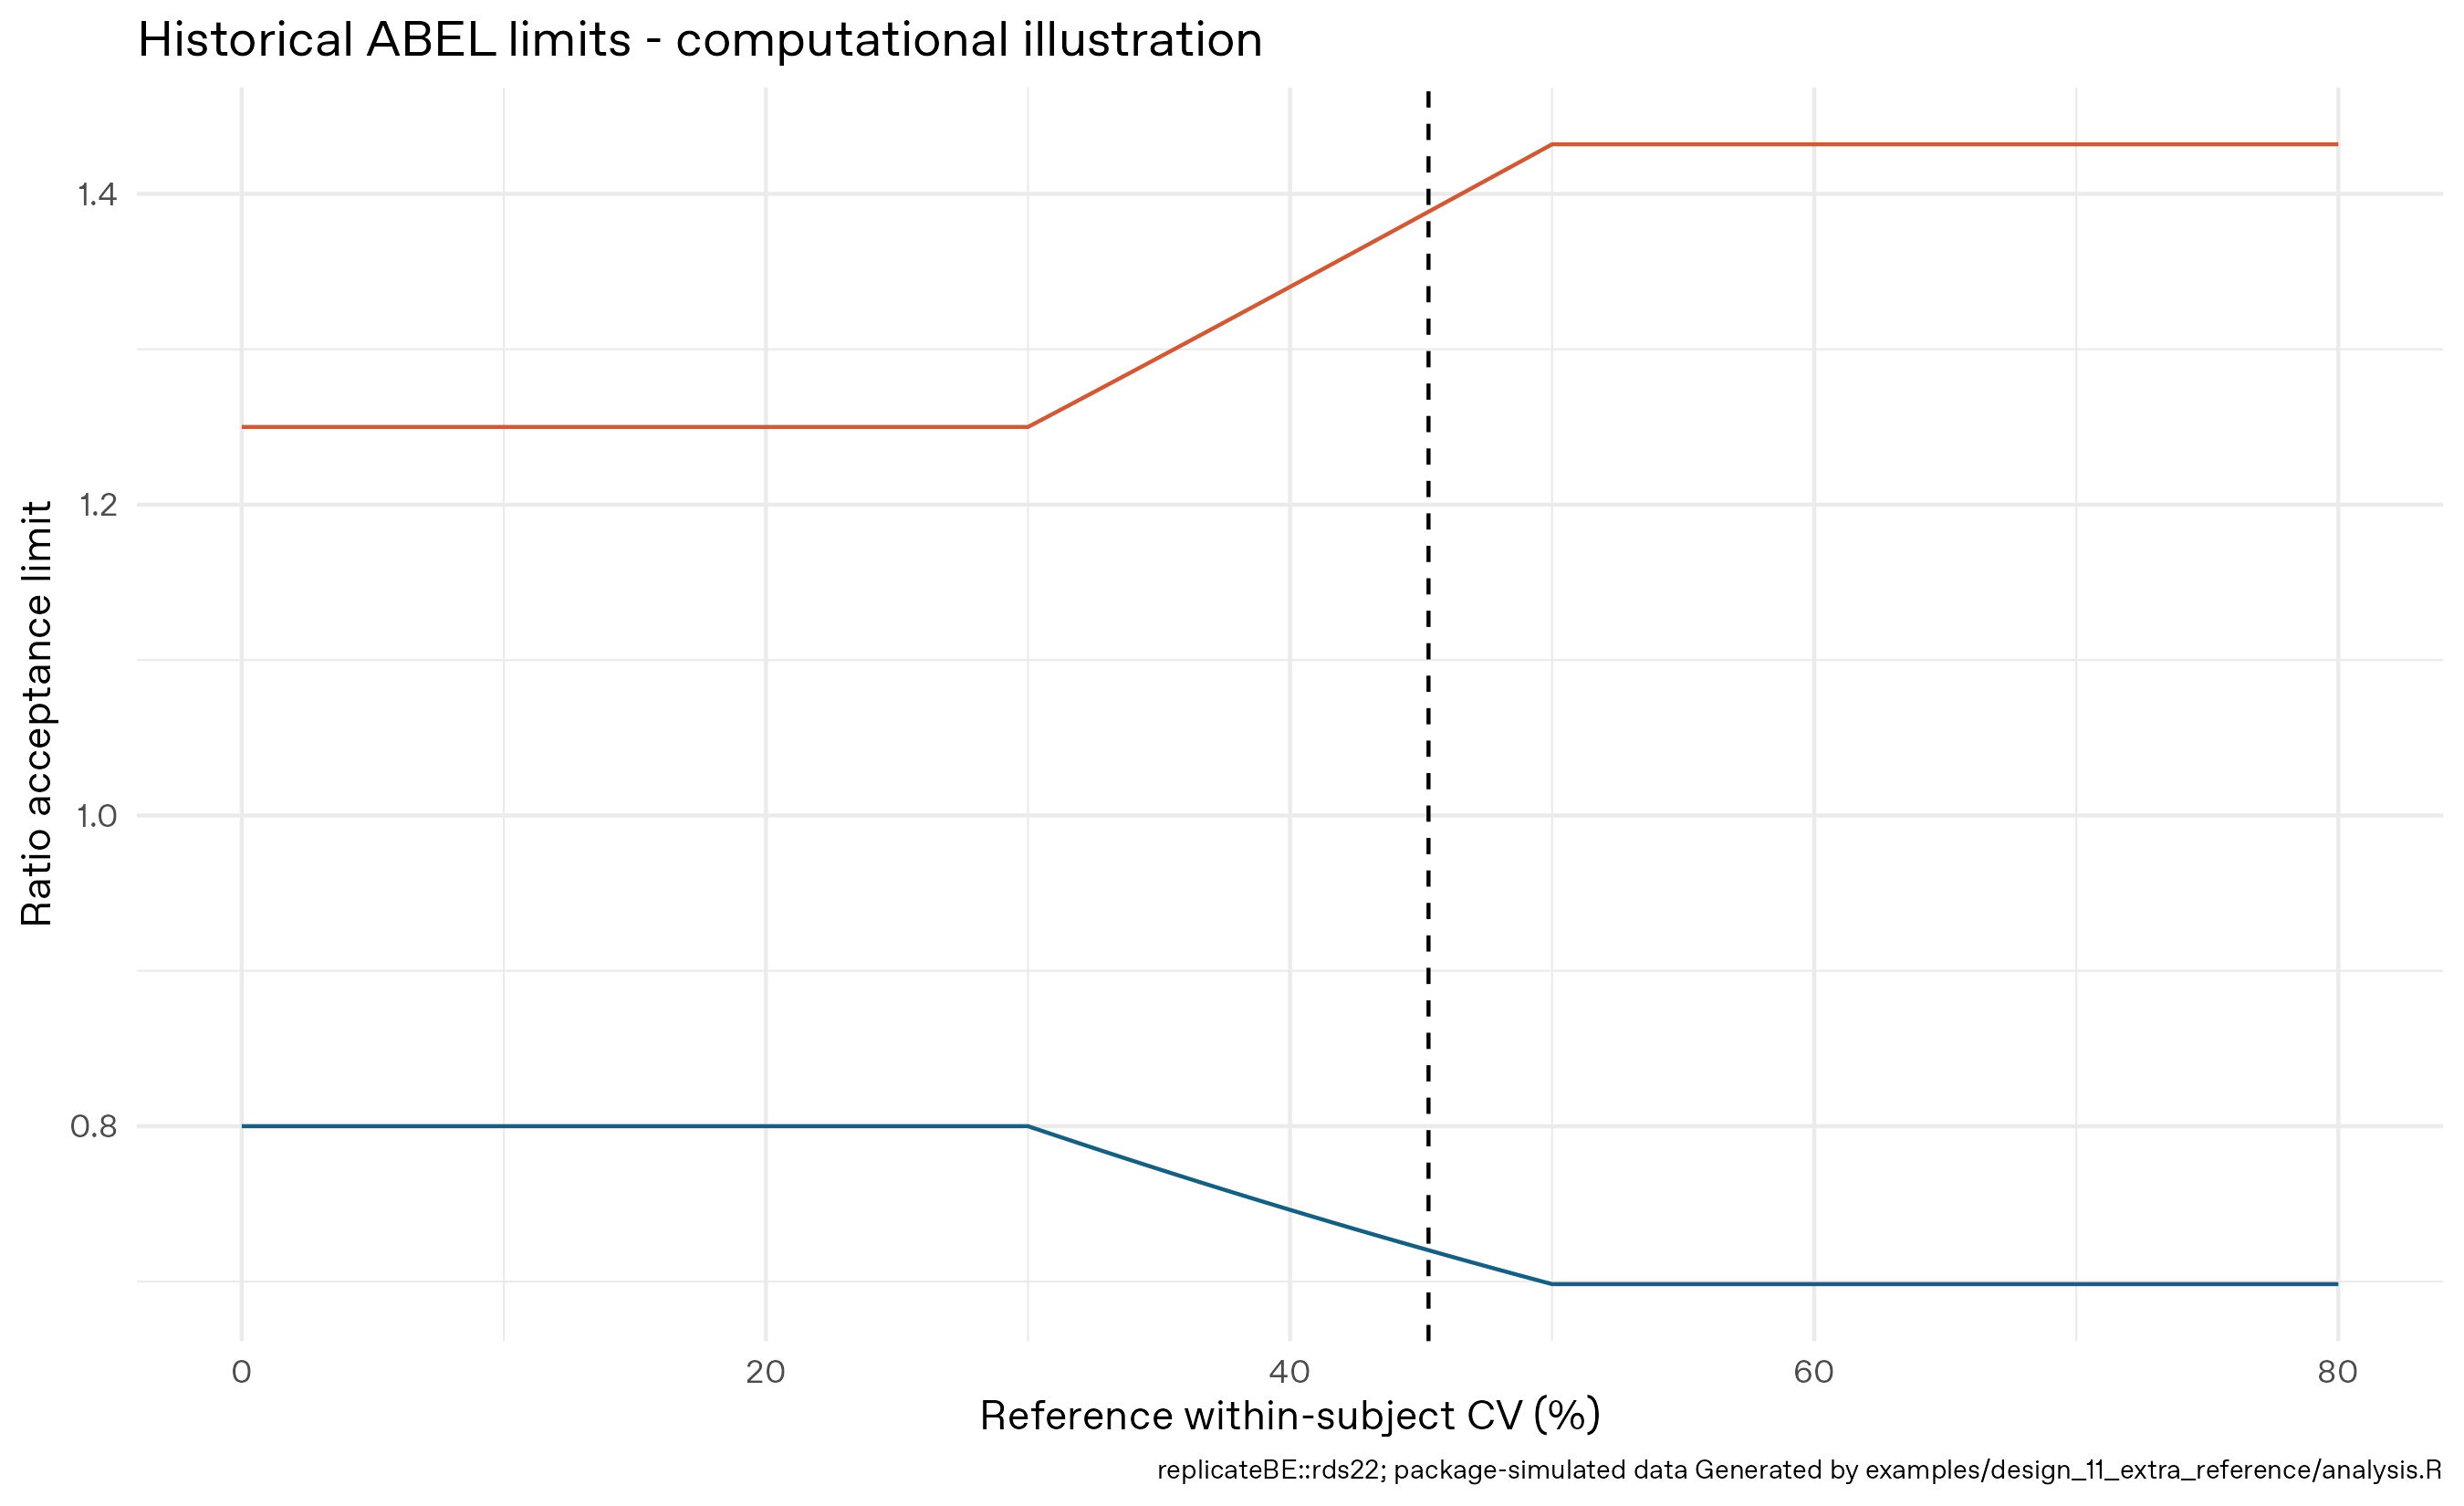 Historical ABEL limits - computational illustration
Ratio acceptance limit
1.4
1.2
1.0
0.8
0 20 40 60 80
Reference within-subject CV (%)
replicateBE::rds22; package-simulated data Generated by examples/design_11_extra_reference/analysis.R